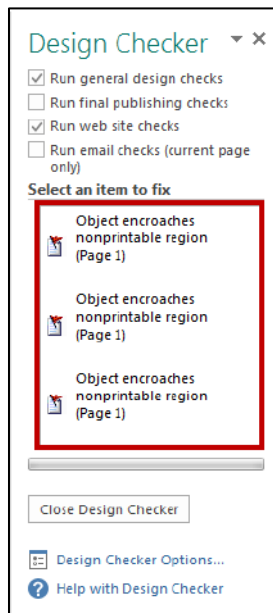 Design Checker
Run general design checks
Run final publishing checks
Run web site checks
Run email checks (current page
only)
Select an item to fix
Object encroaches
nonprintable region
(Page 1)
Object encroaches
nonprintable region
(Page 1)
Object encroaches
nonprintable region
(Page 1)
Close Design Checker
Design Checker Options...
Help with Design Checker